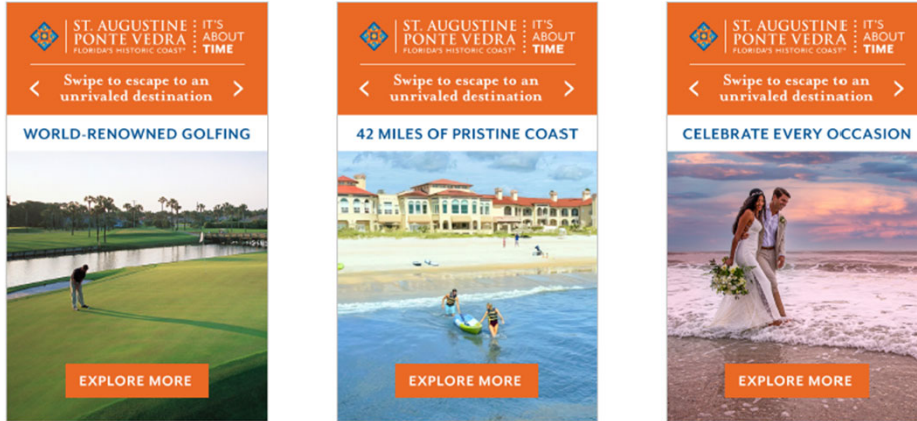 ST. AUGUSTINE
PONTE VEDRA
FLORIDA'S HISTORIC COAST®
IT'S
ABOUT
TIME
Swipe to escape to an
unrivaled destination
WORLD-RENOWNED GOLFING
EXPLORE MORE
ST. AUGUSTINE
PONTE VEDRA
FLORIDA'S HISTORIC COAST®
IT'S
ABOUT
TIME
Swipe to escape to an
unrivaled destination
42 MILES OF PRISTINE COAST
EXPLORE MORE
ST. AUGUSTINE
PONTE VEDRA
FLORIDA'S HISTORIC COAST®
IT'S
ABOUT
TIME
Swipe to escape to an
unrivaled destination
CELEBRATE EVERY OCCASION
EXPLORE MORE